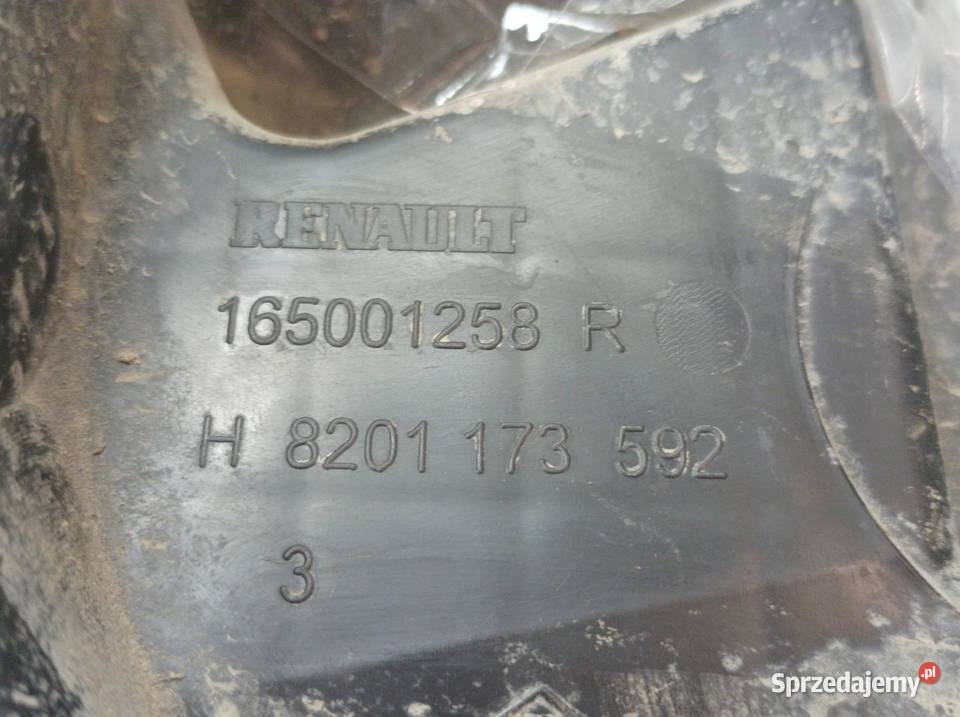 RENAULT
165001258 R
H 8201 173 592
3
Sprzedajemy.pl